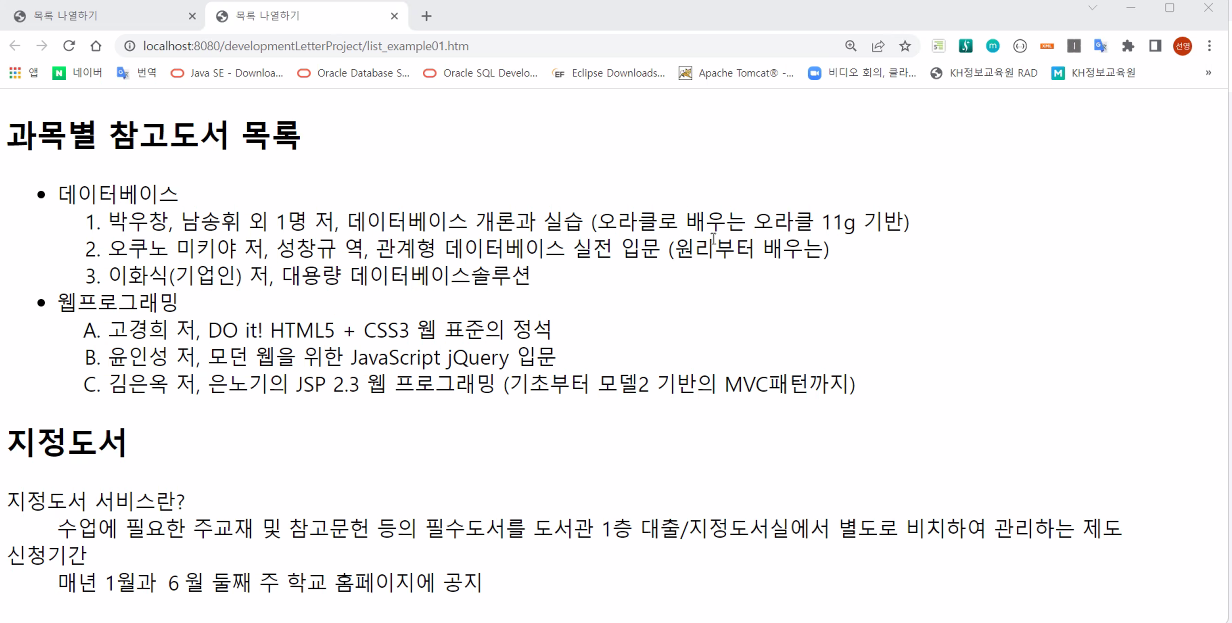 목록 나열하기
목록 나열하기
localhost:8080/developmentLetterProject/list_example01.htm
선영
앱
N 네이버
번역
Java SE - Downloa...
Oracle Database S...
Oracle SQL Develo...
EF Eclipse Downloads...
Apache Tomcat® -...
비디오 회의, 클라...
KH정보교육원 RAD
M KH정보교육원
»
과목별 참고도서 목록
• 데이터베이스
1. 박우창, 남송휘 외 1명 저, 데이터베이스 개론과 실습 (오라클로 배우는 오라클 11g 기반)
2. 오쿠노 미키야 저, 성창규 역, 관계형 데이터베이스 실전 입문 (원리부터 배우는)
3. 이화식(기업인) 저, 대용량 데이터베이스솔루션
• 웹프로그래밍
A. 고경희 저, DO it! HTML5 + CSS3 웹 표준의 정석
B. 윤인성 저, 모던 웹을 위한 JavaScript jQuery 입문
C. 김은옥 저, 은노기의 JSP 2.3 웹 프로그래밍 (기초부터 모델2 기반의 MVC패턴까지)
지정도서
지정도서 서비스란?
수업에 필요한 주교재 및 참고문헌 등의 필수도서를 도서관 1층 대출/지정도서실에서 별도로 비치하여 관리하는 제도
신청기간
매년 1월과 6월 둘째 주 학교 홈페이지에 공지